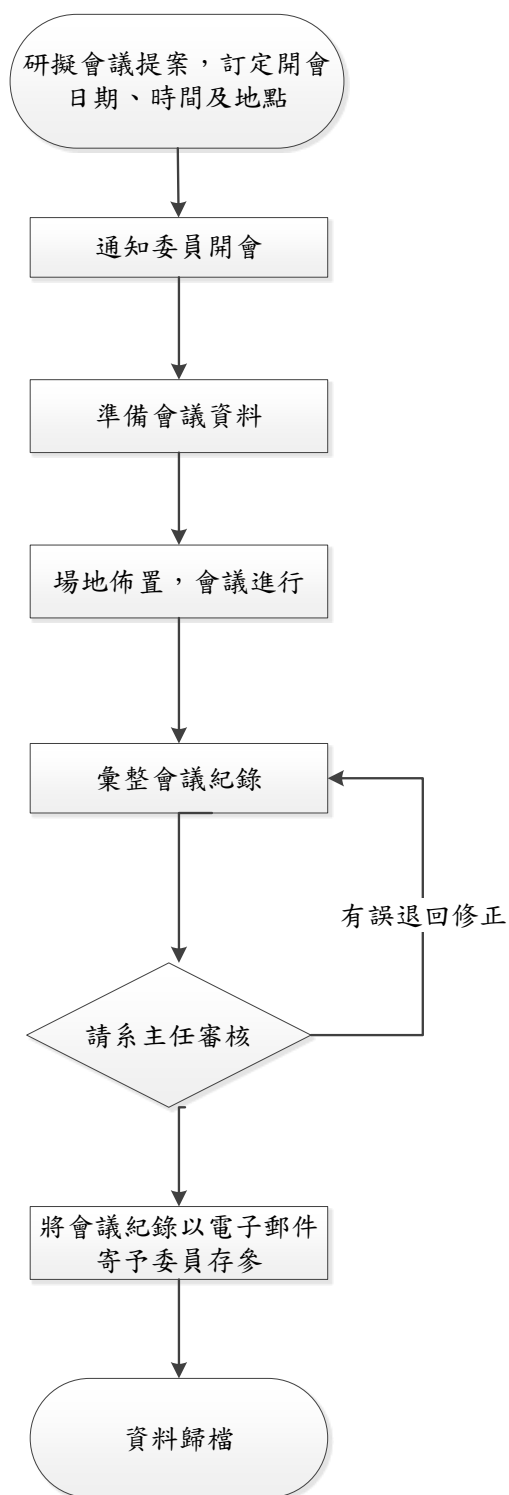 研擬會議提案，訂定開會
日期、時間及地點
通知委員開會
準備會議資料
場地佈置，會議進行
彙整會議紀錄
有誤退回修正
請系主任審核
將會議紀錄以電子郵件
寄予委員存參
資料歸檔